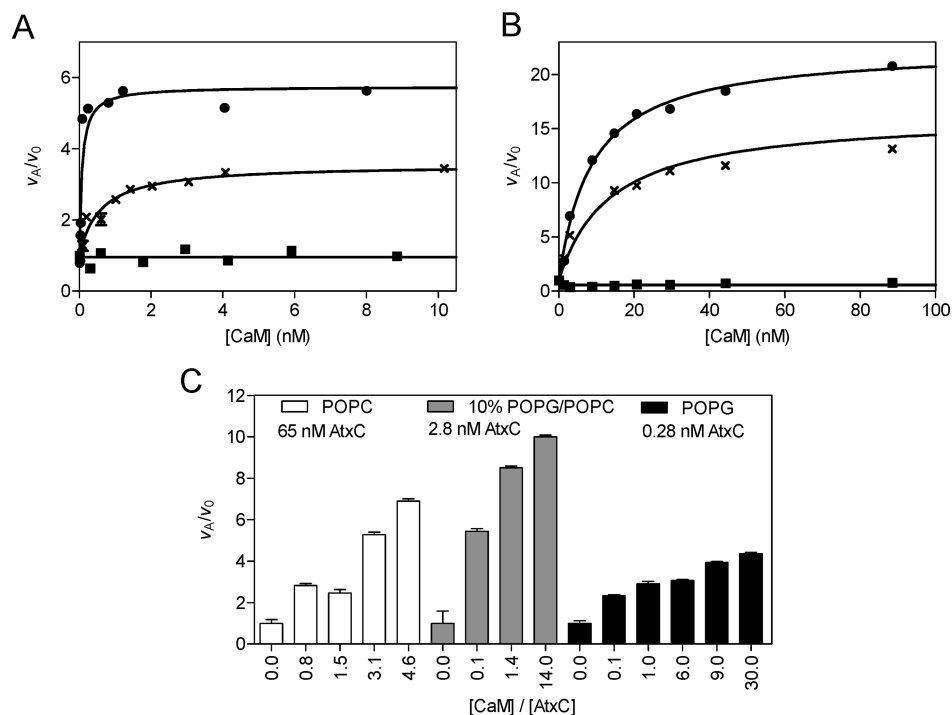 A
B
6
4
2
0
vA/v0
0
2
4
6
8
10
[CaM] (nM)
20
15
10
5
0
vA/v0
0
20
40
60
80
100
[CaM] (nM)
C
12
10
8
6
4
2
0
vA/v0
POPC
65 nM AtxC
10% POPG/POPC
2.8 nM AtxC
POPG
0.28 nM AtxC
0.0
0.8
1.5
3.1
4.6
0.0
0.1
1.4
14.0
0.0
0.1
1.0
6.0
9.0
30.0
[CaM] / [AtxC]